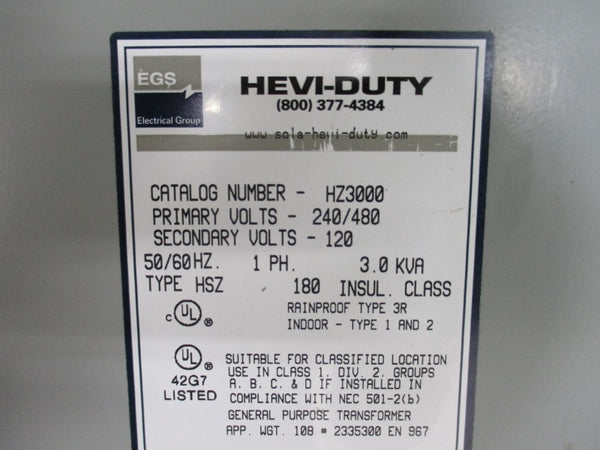 EGS
Electrical Group
HEVI-DUTY
(800) 377-4384
www.sola-hevi-duty.com
CATALOG NUMBER - HZ3000
PRIMARY VOLTS - 240/480
SECONDARY VOLTS - 120
50/60HZ. 1 PH. 3.0 KVA
TYPE HSZ 180 INSUL. CLASS
RAINPROOF TYPE 3R
INDOOR - TYPE 1 AND 2
c UL ®
UL ®
42G7
LISTED
SUITABLE FOR CLASSIFIED LOCATION
USE IN CLASS 1, DIV. 2, GROUPS
A, B, C, & D IF INSTALLED IN
COMPLIANCE WITH NEC 501-2(b)
GENERAL PURPOSE TRANSFORMER
APP. WGT. 108 # 2335300 EN 967